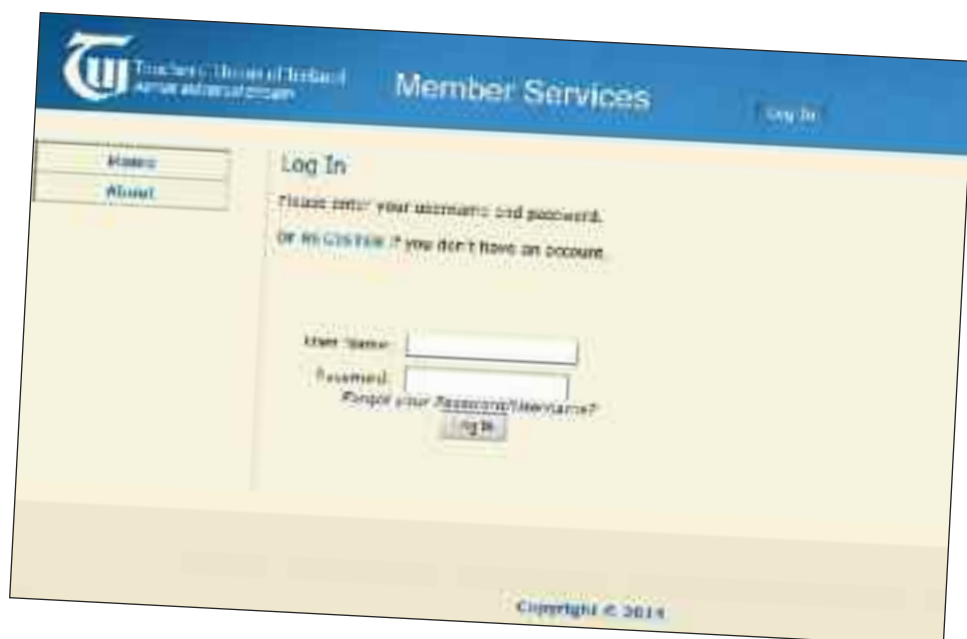 TUI
Teachers' Union of Ireland
Member Services
Log In
Home
About
Log In
Please enter your username and password.
Or REGISTER if you don't have an account.
User Name:
Password:
Forgot your Password/Username?
Log In
Copyright © 2014